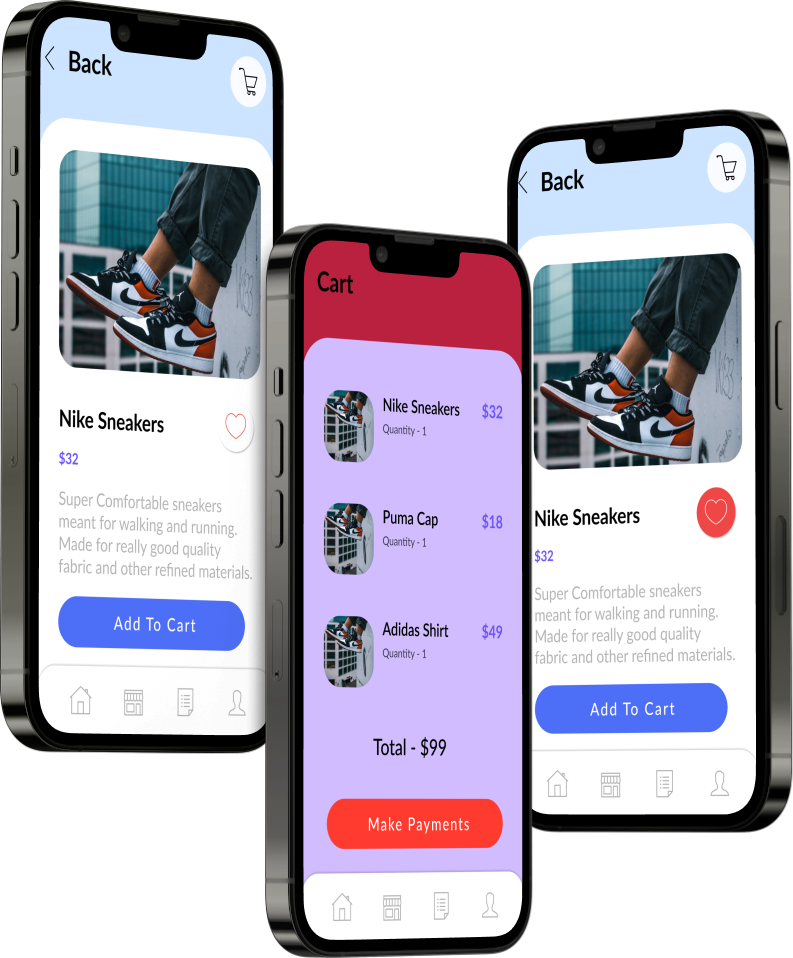 Back
Nike Sneakers
$32
Super Comfortable sneakers
meant for walking and running.
Made for really good quality
fabric and other refined materials.
Add To Cart
Cart
Nike Sneakers $32
Quantity - 1
Puma Cap $18
Quantity - 1
Adidas Shirt $49
Quantity - 1
Total - $99
Make Payments
Back
Nike Sneakers
$32
Super Comfortable sneakers
meant for walking and running.
Made for really good quality
fabric and other refined materials.
Add To Cart